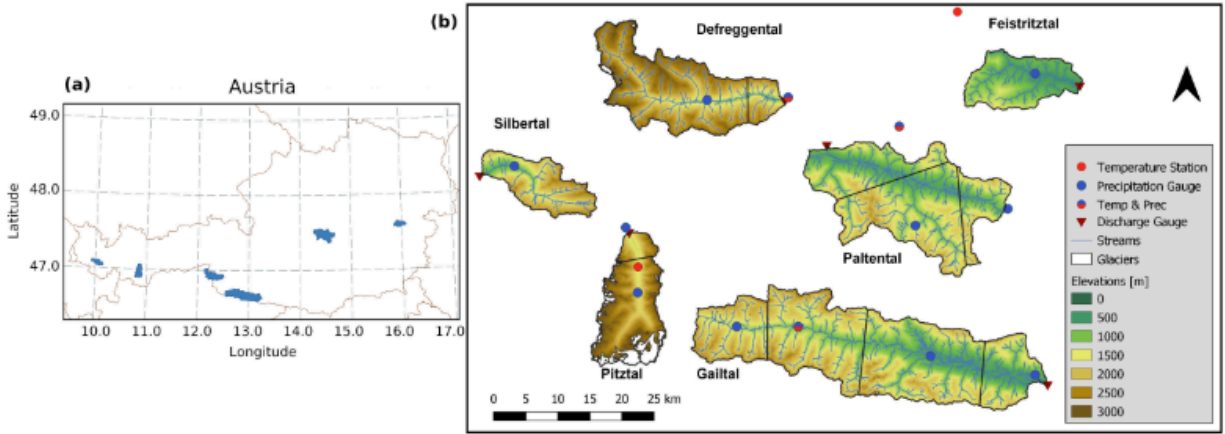 (a)
Austria
49.0
48.0
47.0
Latitude
10.0 11.0 12.0 13.0 14.0 15.0 16.0 17.0
Longitude
(b)
Defreggental
Feistritztal
Silbertal
Paltental
Pitztal
Gailtal
0 5 10 15 20 25 km
Temperature Station
Precipitation Gauge
Temp & Prec
Discharge Gauge
Streams
Glaciers
Elevations [m]
0
500
1000
1500
2000
2500
3000